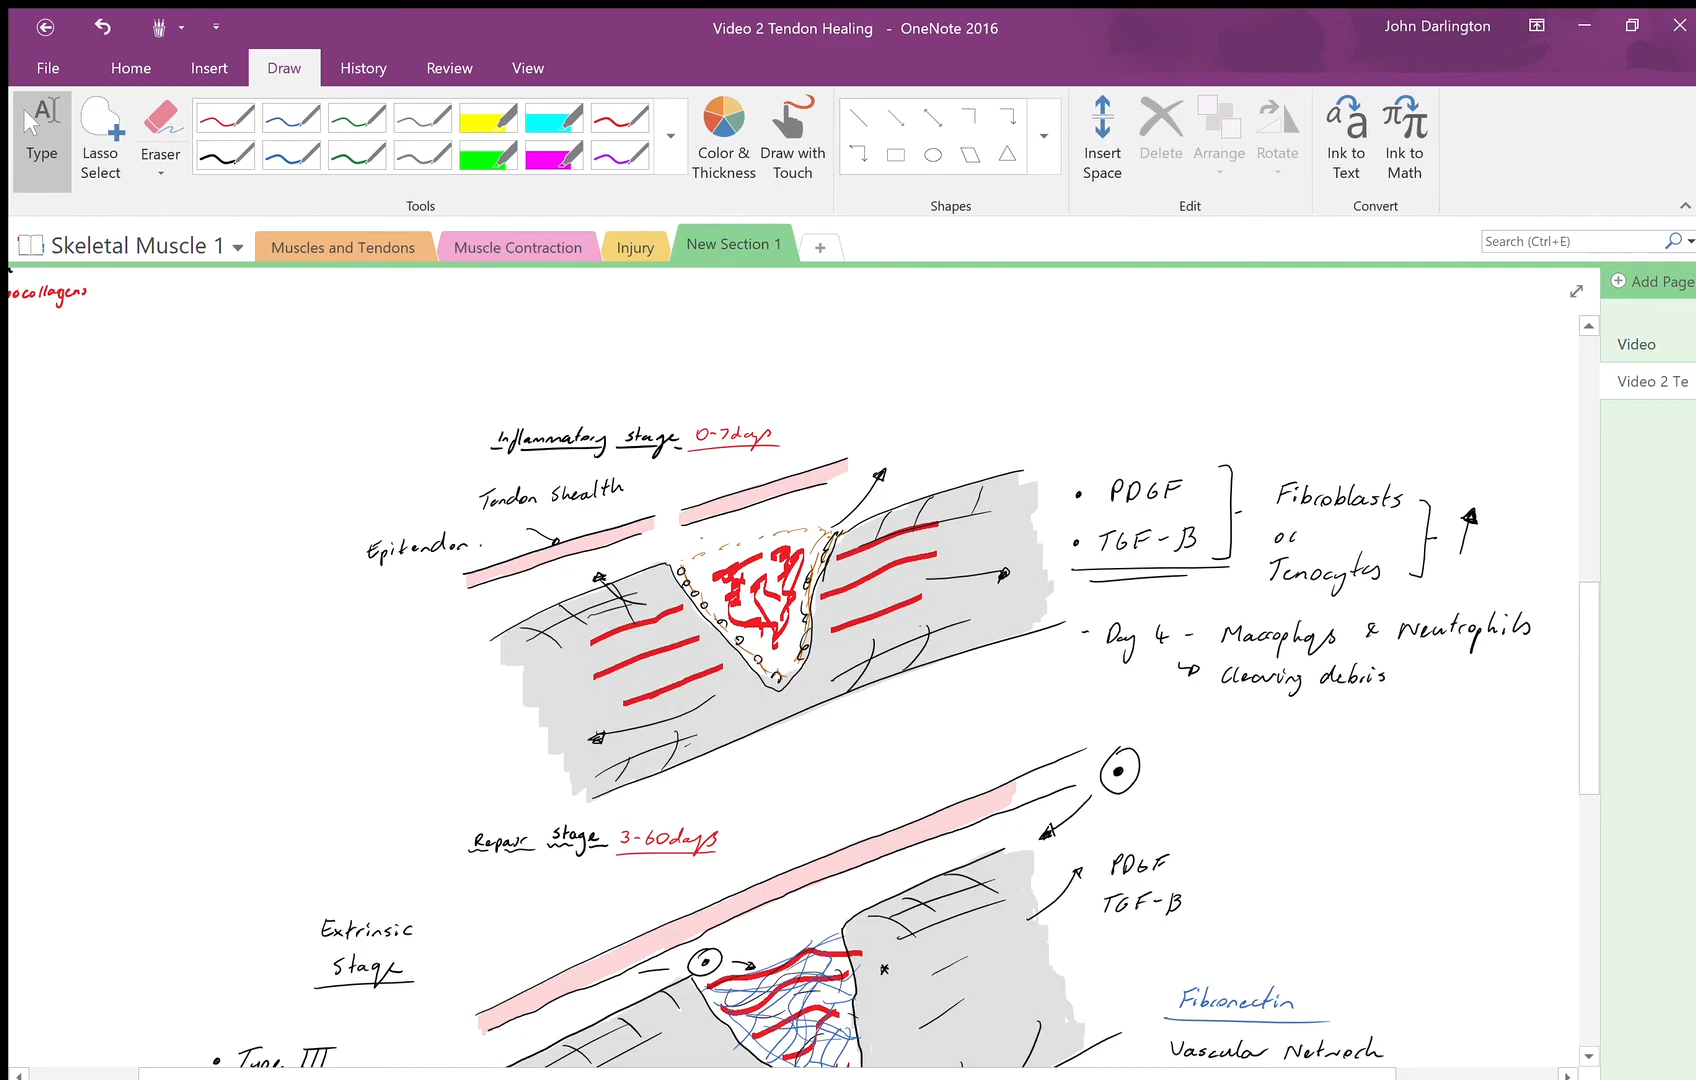 Video 2 Tendon Healing - OneNote 2016
John Darlington
File Home Insert Draw History Review View
Type
Lasso Select
Eraser
Color & Thickness
Draw with Touch
Insert Space
Delete
Arrange
Rotate
Ink to Text
Ink to Math
Tools Shapes Edit Convert
Skeletal Muscle 1
Muscles and Tendons
Muscle Contraction
Injury
New Section 1
Search (Ctrl+E)
Add Page
Video
Video 2 Te
ocollagens
Inflammatory stage 0-7days
Tendon Shealth
Epitendon.
• PDGF
• TGF-β
Fibroblasts
or
Tenocytes
- Day 4 - Macrophqs & Neutrophils
Clearing debris
Repair stage 3-60days
PDGF
TGF-β
Extrinsic
Stage
Fibronectin
Vascular Network
• Type III